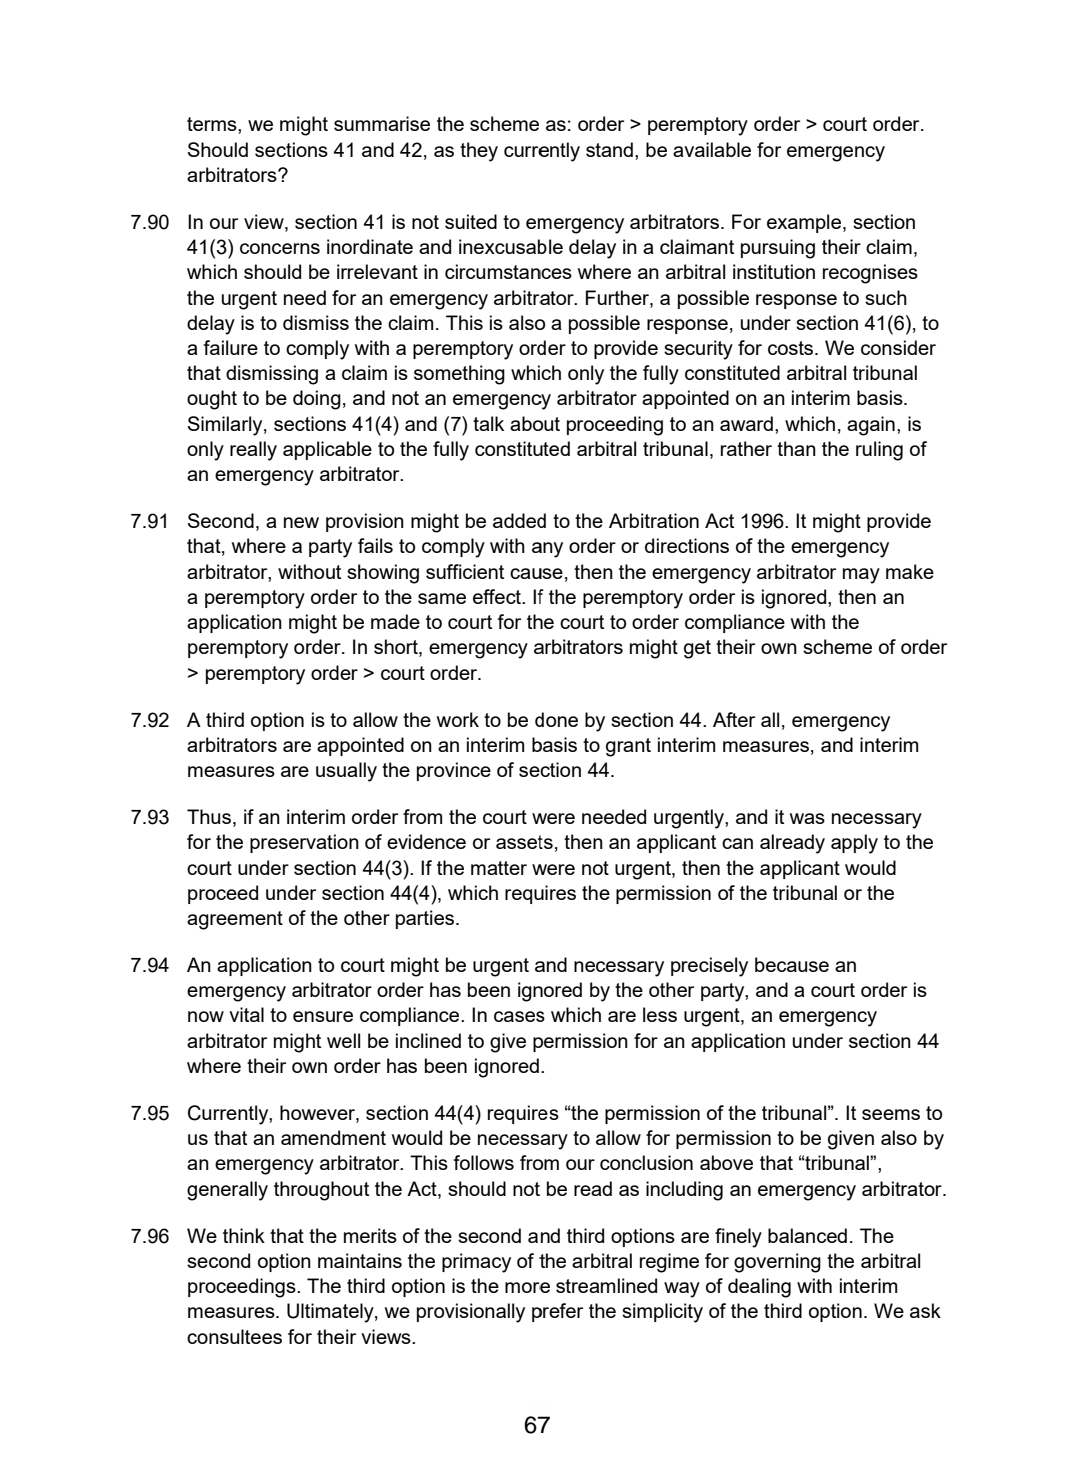 terms, we might summarise the scheme as: order > peremptory order > court order.
Should sections 41 and 42, as they currently stand, be available for emergency
arbitrators?
7.90 In our view, section 41 is not suited to emergency arbitrators. For example, section
41(3) concerns inordinate and inexcusable delay in a claimant pursuing their claim,
which should be irrelevant in circumstances where an arbitral institution recognises
the urgent need for an emergency arbitrator. Further, a possible response to such
delay is to dismiss the claim. This is also a possible response, under section 41(6), to
a failure to comply with a peremptory order to provide security for costs. We consider
that dismissing a claim is something which only the fully constituted arbitral tribunal
ought to be doing, and not an emergency arbitrator appointed on an interim basis.
Similarly, sections 41(4) and (7) talk about proceeding to an award, which, again, is
only really applicable to the fully constituted arbitral tribunal, rather than the ruling of
an emergency arbitrator.
7.91 Second, a new provision might be added to the Arbitration Act 1996. It might provide
that, where a party fails to comply with any order or directions of the emergency
arbitrator, without showing sufficient cause, then the emergency arbitrator may make
a peremptory order to the same effect. If the peremptory order is ignored, then an
application might be made to court for the court to order compliance with the
peremptory order. In short, emergency arbitrators might get their own scheme of order
> peremptory order > court order.
7.92 A third option is to allow the work to be done by section 44. After all, emergency
arbitrators are appointed on an interim basis to grant interim measures, and interim
measures are usually the province of section 44.
7.93 Thus, if an interim order from the court were needed urgently, and it was necessary
for the preservation of evidence or assets, then an applicant can already apply to the
court under section 44(3). If the matter were not urgent, then the applicant would
proceed under section 44(4), which requires the permission of the tribunal or the
agreement of the other parties.
7.94 An application to court might be urgent and necessary precisely because an
emergency arbitrator order has been ignored by the other party, and a court order is
now vital to ensure compliance. In cases which are less urgent, an emergency
arbitrator might well be inclined to give permission for an application under section 44
where their own order has been ignored.
7.95 Currently, however, section 44(4) requires “the permission of the tribunal”. It seems to
us that an amendment would be necessary to allow for permission to be given also by
an emergency arbitrator. This follows from our conclusion above that “tribunal”,
generally throughout the Act, should not be read as including an emergency arbitrator.
7.96 We think that the merits of the second and third options are finely balanced. The
second option maintains the primacy of the arbitral regime for governing the arbitral
proceedings. The third option is the more streamlined way of dealing with interim
measures. Ultimately, we provisionally prefer the simplicity of the third option. We ask
consultees for their views.
67